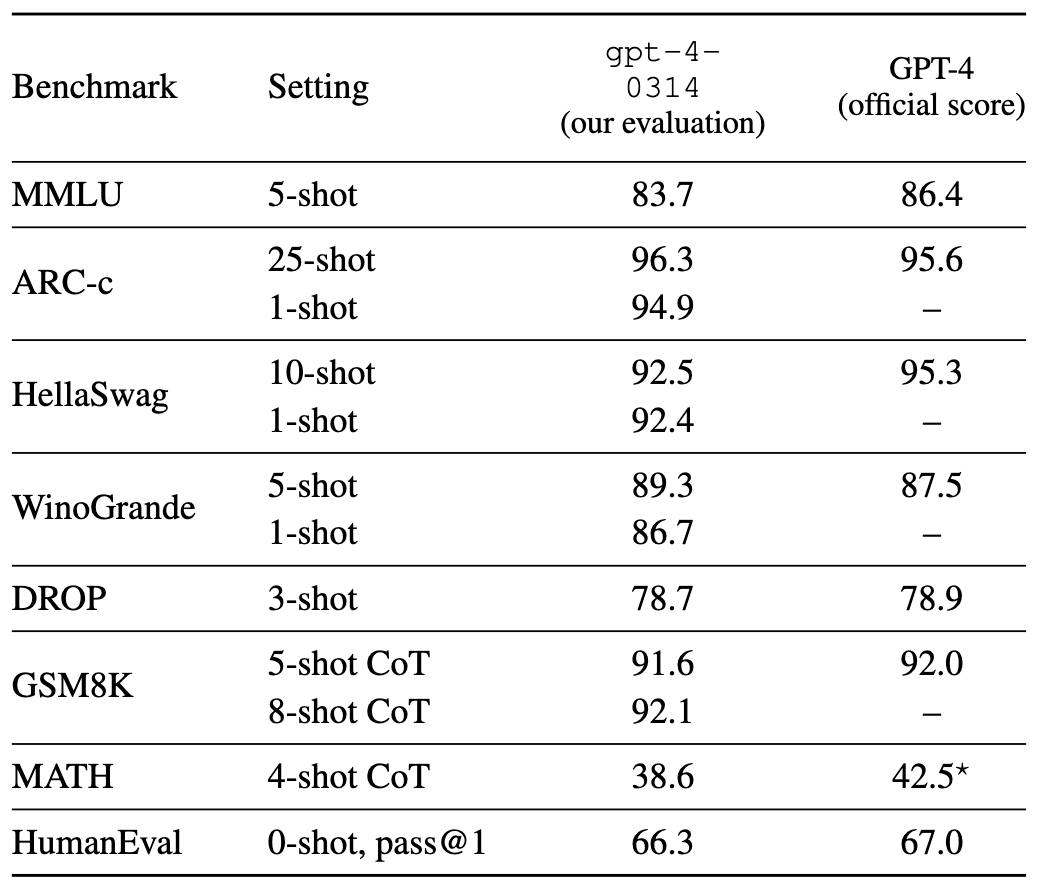 Benchmark Setting gpt-4-0314 (our evaluation) GPT-4 (official score)
MMLU 5-shot 83.7 86.4
ARC-c 25-shot 96.3 95.6
1-shot 94.9 –
HellaSwag 10-shot 92.5 95.3
1-shot 92.4 –
WinoGrande 5-shot 89.3 87.5
1-shot 86.7 –
DROP 3-shot 78.7 78.9
GSM8K 5-shot CoT 91.6 92.0
8-shot CoT 92.1 –
MATH 4-shot CoT 38.6 42.5⋆
HumanEval 0-shot, pass@1 66.3 67.0